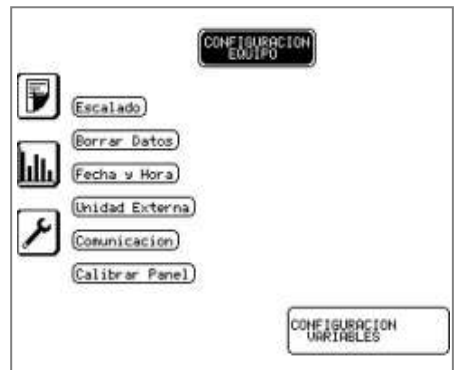 CONFIGURACION
EQUIPO
Escalado
Borrar Datos
Fecha y Hora
Unidad Externa
Comunicacion
Calibrar Panel
CONFIGURACION
VARIABLES